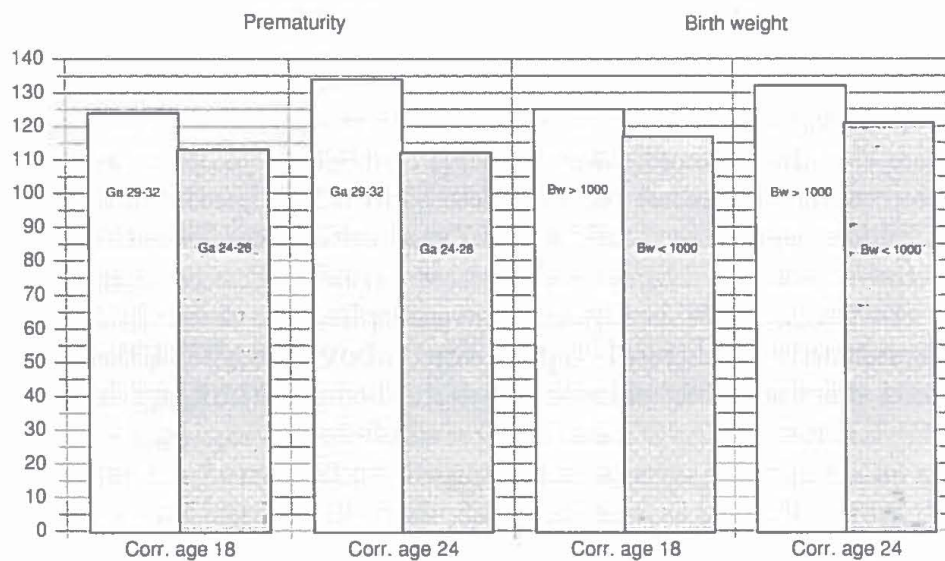 Prematurity
Birth weight
140
130
120
110
100
90
80
70
60
50
40
30
20
10
0
Ga 29-32
Ga 24-28
Ga 29-32
Ga 24-28
Bw > 1000
Bw < 1000
Bw > 1000
Bw < 1000
Corr. age 18
Corr. age 24
Corr. age 18
Corr. age 24